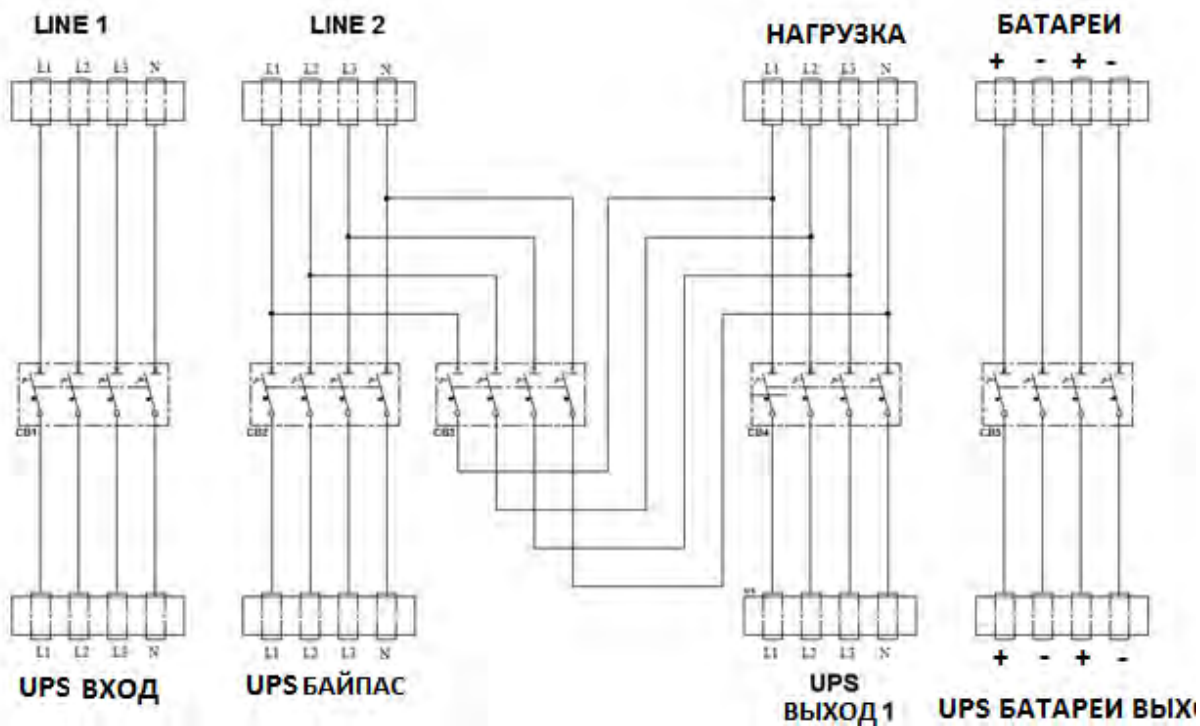 LINE 1
LINE 2
НАГРУЗКА
БАТАРЕИ
L1 L2 L3 N
L1 L2 L3 N
L1 L2 L3 N
+ - + -
CB1
CB2
CB3
CB4
CB5
L1 L2 L3 N
L1 L2 L3 N
L1 L2 L3 N
+ - + -
UPS ВХОД
UPS БАЙПАС
UPS
ВЫХОД 1
UPS БАТАРЕИ ВЫХ